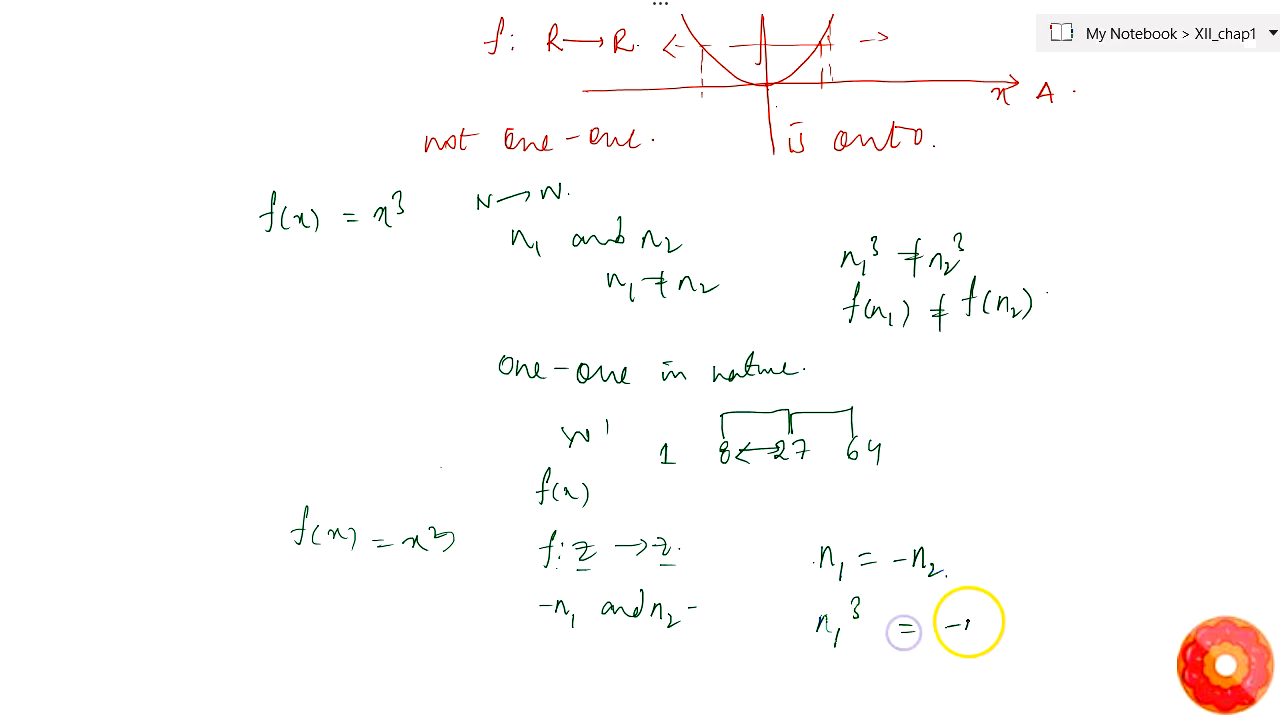 ...
My Notebook > XII_chap1
f: R → R.
x A.
not one-one. is onto.
f(x) = x³ N → N.
n₁ and n₂
n₁ ≠ n₂
n₁³ ≠ n₂³
f(n₁) ≠ f(n₂)
one-one in nature.
N 1 8 27 64
f(x)
f(x) = x³ f: Z → Z.
-n₁ and n₂-
n₁ = -n₂
n₁³ = -